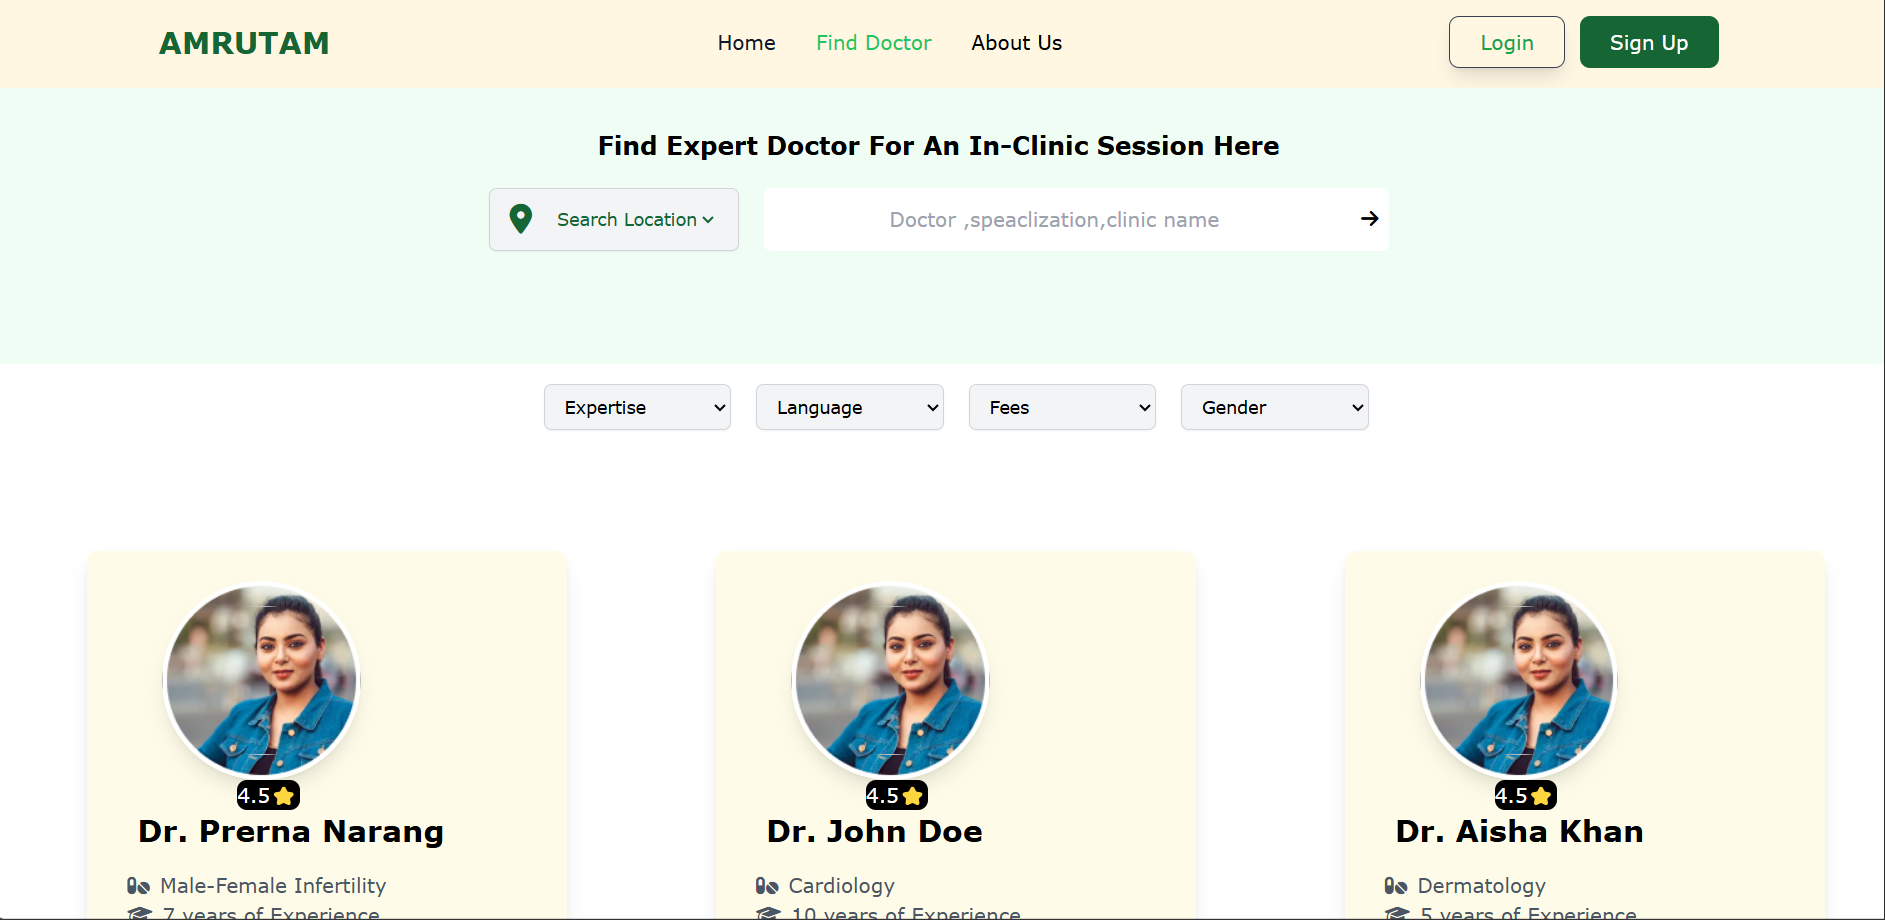 AMRUTAM
Home
Find Doctor
About Us
Login
Sign Up
Find Expert Doctor For An In-Clinic Session Here
Search Location
Doctor ,speaclization,clinic name
Expertise
Language
Fees
Gender
4.5
Dr. Prerna Narang
Male-Female Infertility
7 years of Experience
4.5
Dr. John Doe
Cardiology
10 years of Experience
4.5
Dr. Aisha Khan
Dermatology
5 years of Experience